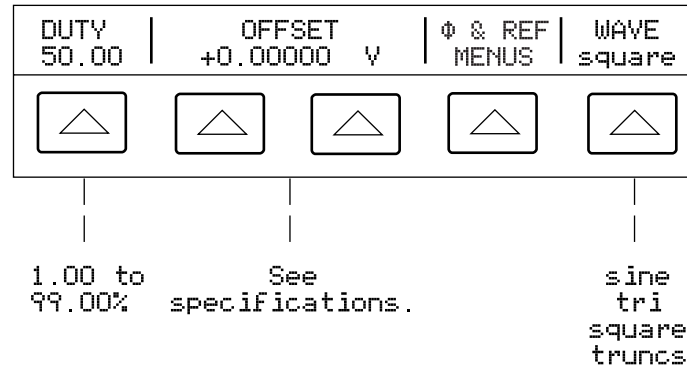 DUTY OFFSET Φ & REF WAVE
50.00 +0.00000 V MENUS square
1.00 to See sine
99.00% specifications. tri
square
truncs